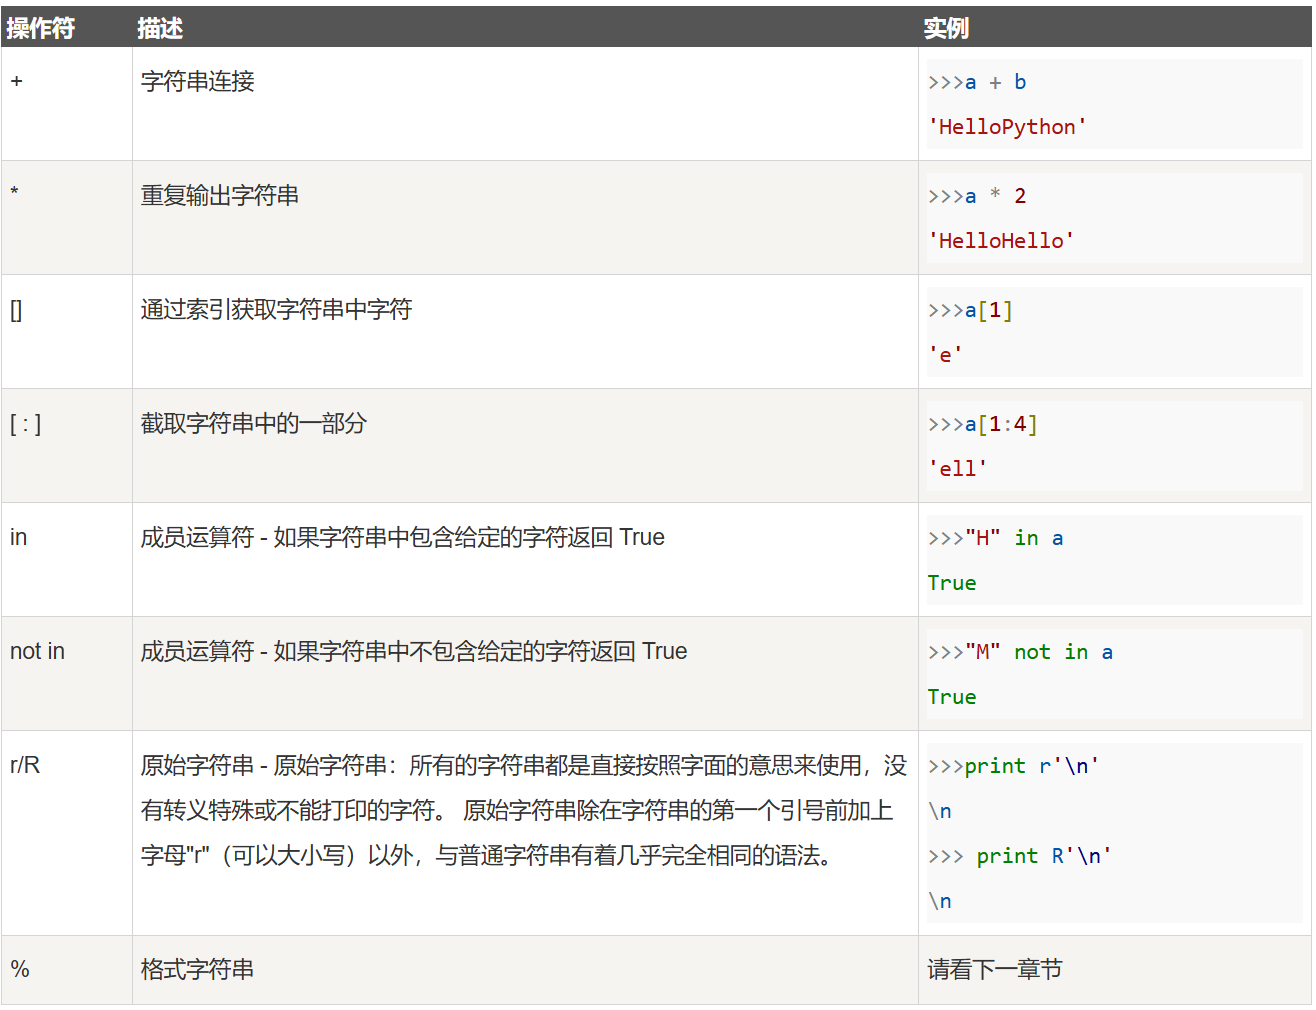 操作符 描述 实例
+ 字符串连接 >>>a + b
'HelloPython'
* 重复输出字符串 >>>a * 2
'HelloHello'
[] 通过索引获取字符串中字符 >>>a[1]
'e'
[ : ] 截取字符串中的一部分 >>>a[1:4]
'ell'
in 成员运算符 - 如果字符串中包含给定的字符返回 True >>>"H" in a
True
not in 成员运算符 - 如果字符串中不包含给定的字符返回 True >>>"M" not in a
True
r/R 原始字符串 - 原始字符串：所有的字符串都是直接按照字面的意思来使用，没 >>>print r'\n'
有转义特殊或不能打印的字符。 原始字符串除在字符串的第一个引号前加上 \n
字母"r"（可以大小写）以外，与普通字符串有着几乎完全相同的语法。 >>> print R'\n'
\n
% 格式字符串 请看下一章节